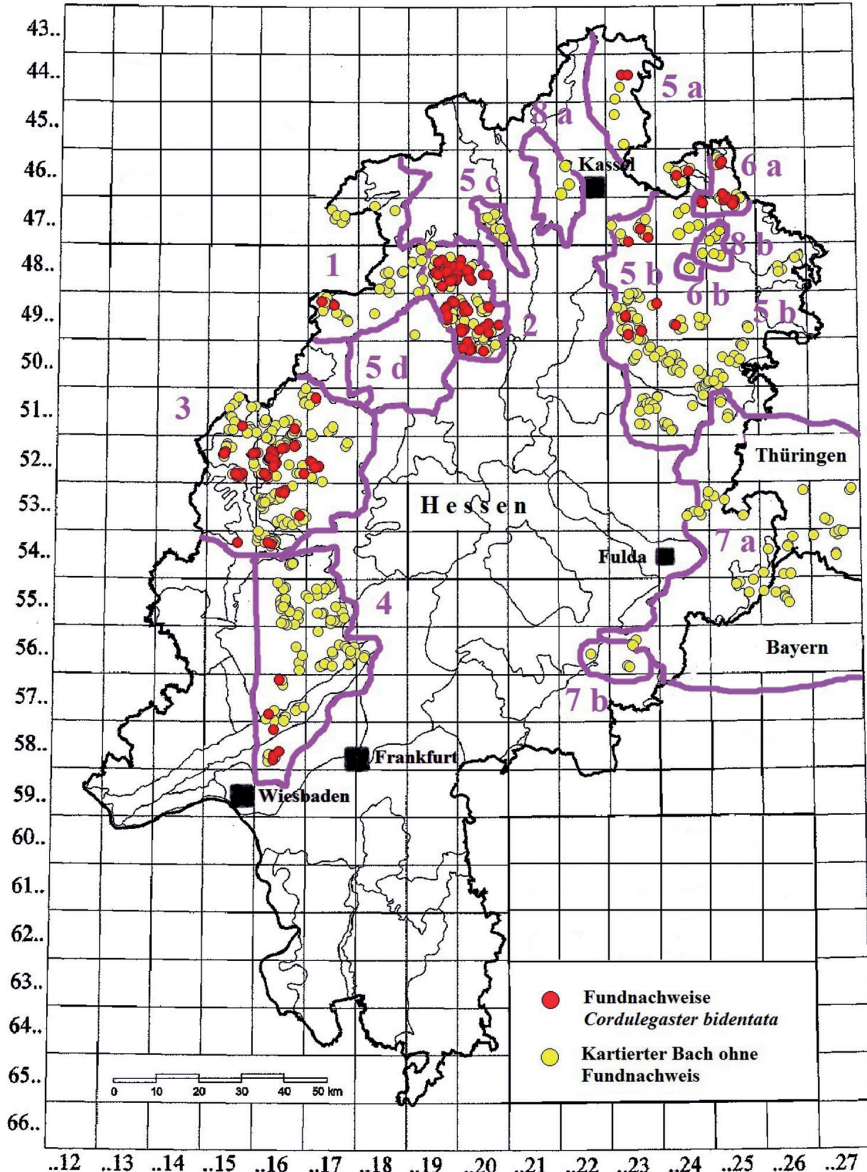 43..
44..
45..
46..
47..
48..
49..
50..
51..
52..
53..
54..
55..
56..
57..
58..
59..
60..
61..
62..
63..
64..
65..
66..
5 a
8 a
Kassel
6 a
5 c
8 b
1
5 b
6 b
5 b
2
5 d
3
Thüringen
H e s s e n
Fulda
7 a
4
Bayern
7 b
Frankfurt
Wiesbaden
Fundnachweise
Cordulegaster bidentata
Kartierter Bach ohne
Fundnachweis
0 10 20 30 40 50 km
..12 ..13 ..14 ..15 ..16 ..17 ..18 ..19 ..20 ..21 ..22 ..23 ..24 ..25 ..26 ..27